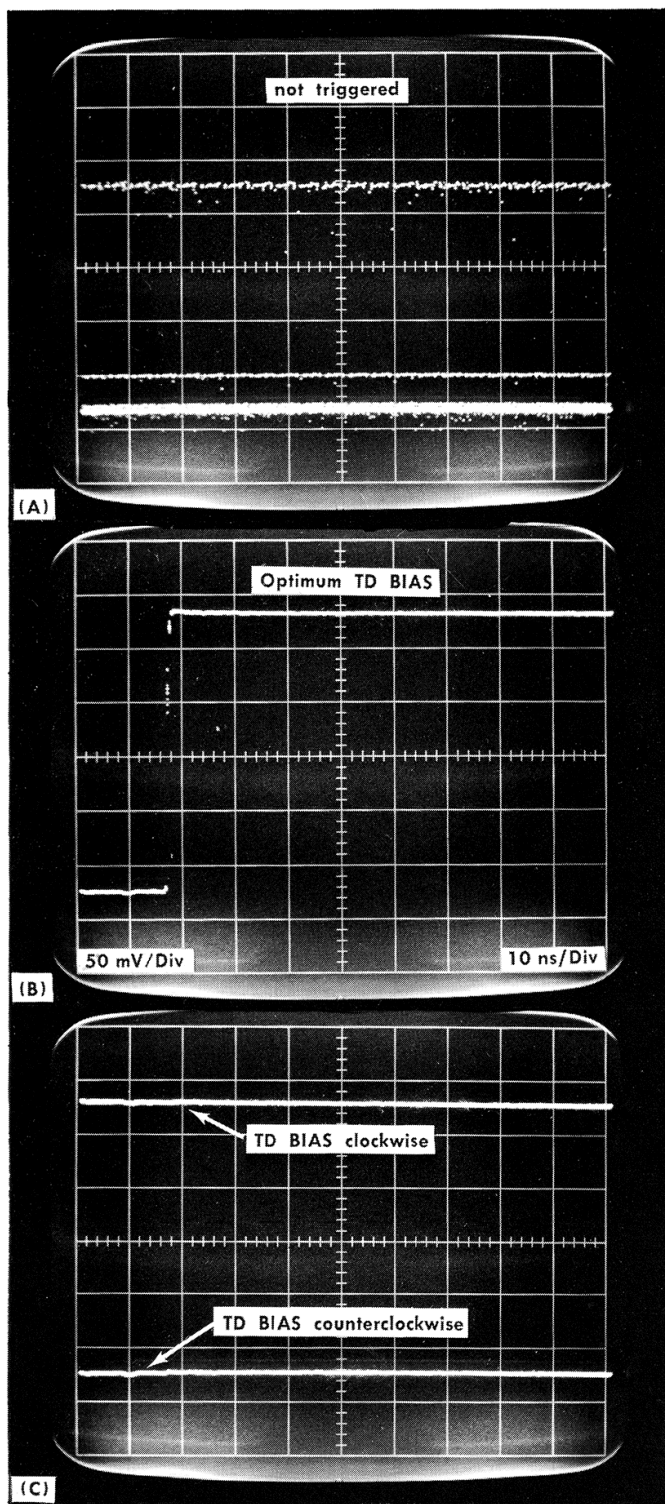 not triggered
(A)
Optimum TD BIAS
50 mV/Div
10 ns/Div
(B)
TD BIAS clockwise
TD BIAS counterclockwise
(C)